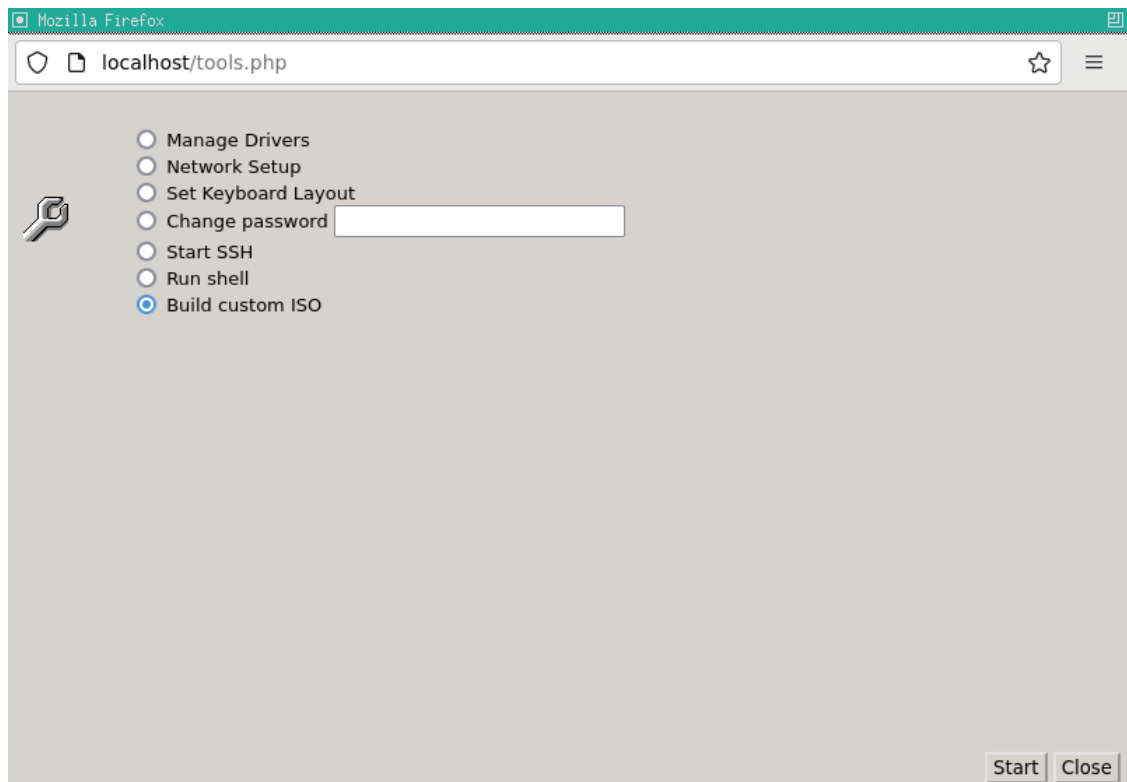 Mozilla Firefox
localhost/tools.php
Manage Drivers
Network Setup
Set Keyboard Layout
Change password
Start SSH
Run shell
Build custom ISO
Start Close